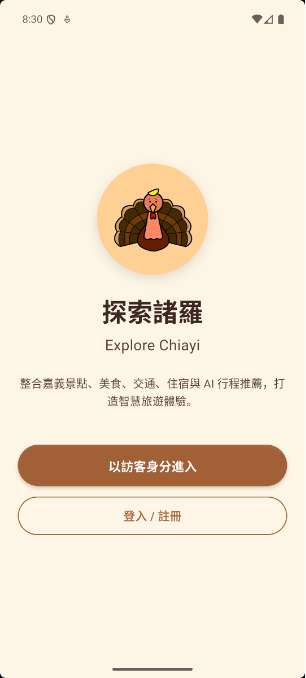 8:30
探索諸羅
Explore Chiayi
整合嘉義景點、美食、交通、住宿與 AI 行程推薦，打
造智慧旅遊體驗。
以訪客身分進入
登入 / 註冊